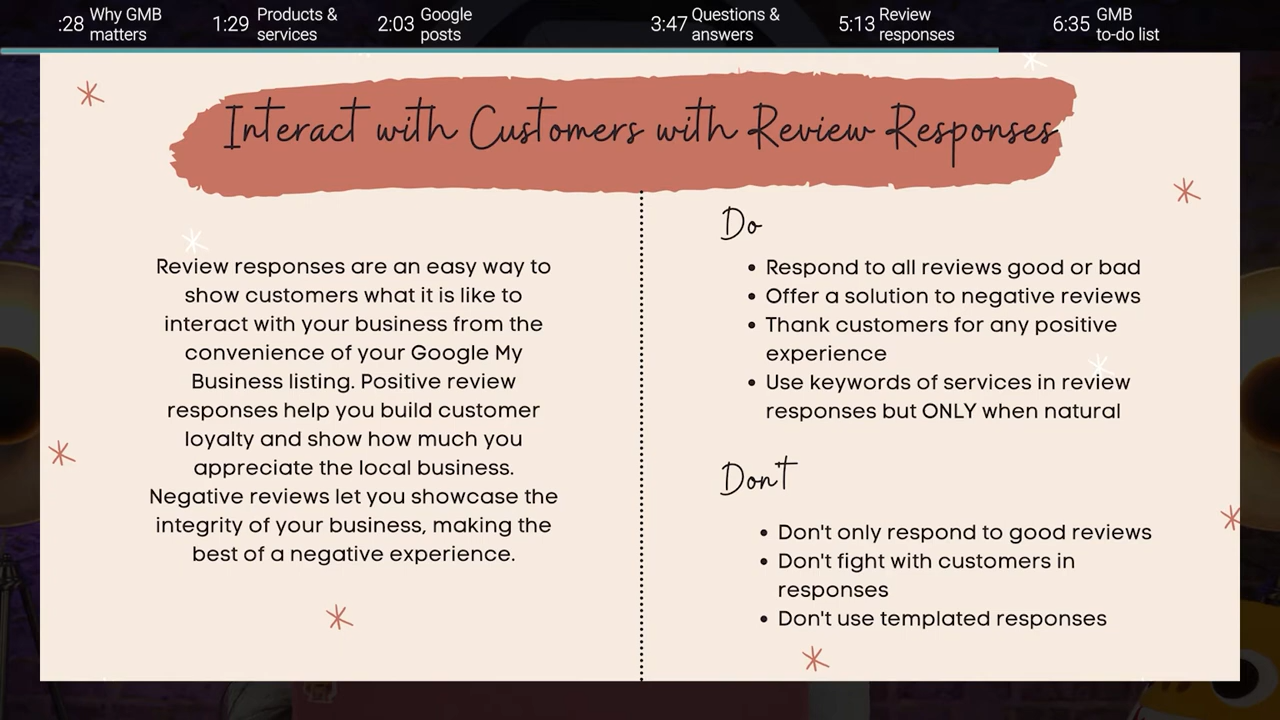 :28 Why GMB
matters
1:29 Products &
services
2:03 Google
posts
3:47 Questions &
answers
5:13 Review
responses
6:35 GMB
to-do list
Interact with Customers with Review Responses
Review responses are an easy way to
show customers what it is like to
interact with your business from the
convenience of your Google My
Business listing. Positive review
responses help you build customer
loyalty and show how much you
appreciate the local business.
Negative reviews let you showcase the
integrity of your business, making the
best of a negative experience.
Do
• Respond to all reviews good or bad
• Offer a solution to negative reviews
• Thank customers for any positive
experience
• Use keywords of services in review
responses but ONLY when natural
Don't
• Don't only respond to good reviews
• Don't fight with customers in
responses
• Don't use templated responses